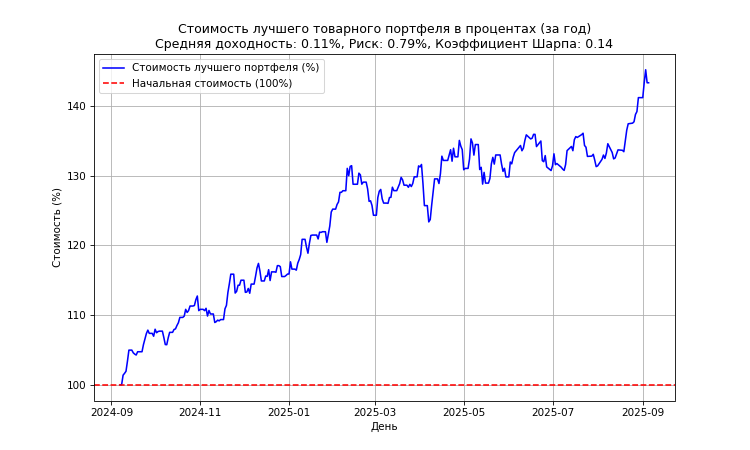 Стоимость лучшего товарного портфеля в процентах (за год)
Средняя доходность: 0.11%, Риск: 0.79%, Коэффициент Шарпа: 0.14
Стоимость лучшего портфеля (%)
Начальная стоимость (100%)
Стоимость (%)
140
130
120
110
100
2024-09
2024-11
2025-01
2025-03
2025-05
2025-07
2025-09
День